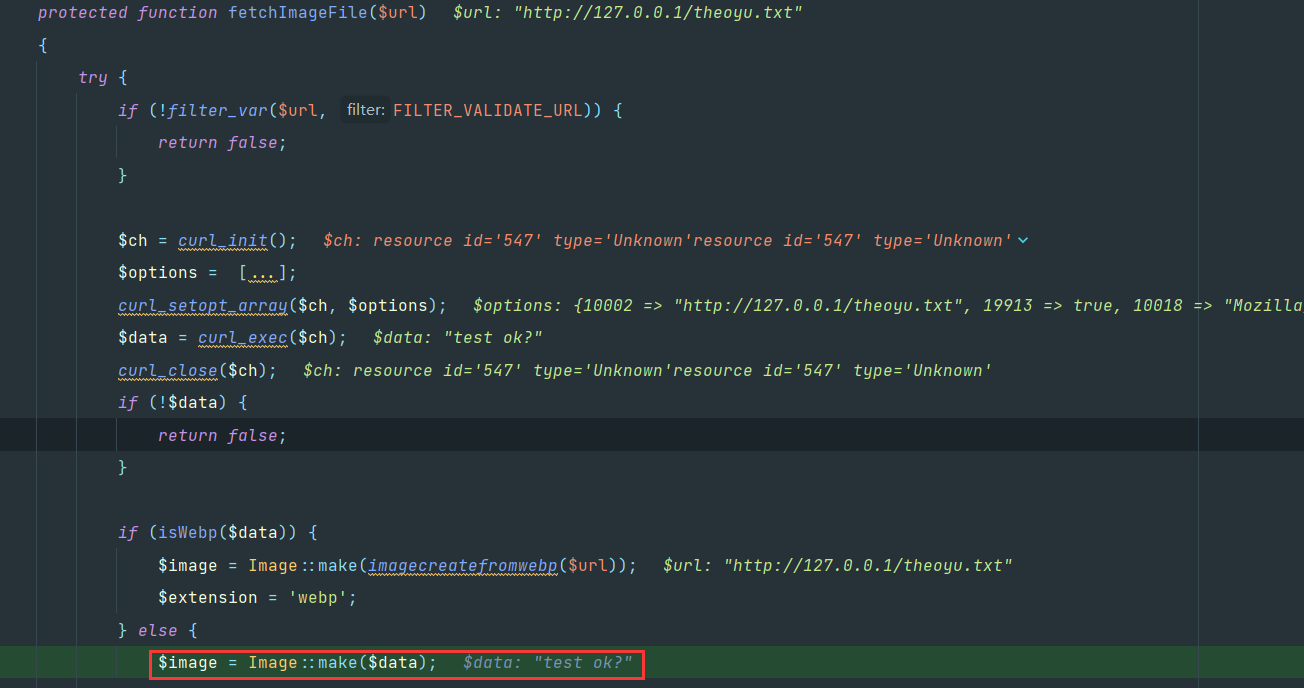 protected function fetchImageFile($url)   $url: "http://127.0.0.1/theoyu.txt"
{
try {
if (!filter_var($url, filter: FILTER_VALIDATE_URL)) {
return false;
}
$ch = curl_init();   $ch: resource id='547' type='Unknown'resource id='547' type='Unknown'
$options = [...];
curl_setopt_array($ch, $options);   $options: {10002 => "http://127.0.0.1/theoyu.txt", 19913 => true, 10018 => "Mozilla/
$data = curl_exec($ch);   $data: "test ok?"
curl_close($ch);   $ch: resource id='547' type='Unknown'resource id='547' type='Unknown'
if (!$data) {
return false;
}
if (isWebp($data)) {
$image = Image::make(imagecreatefromwebp($url));   $url: "http://127.0.0.1/theoyu.txt"
$extension = 'webp';
} else {
$image = Image::make($data);   $data: "test ok?"